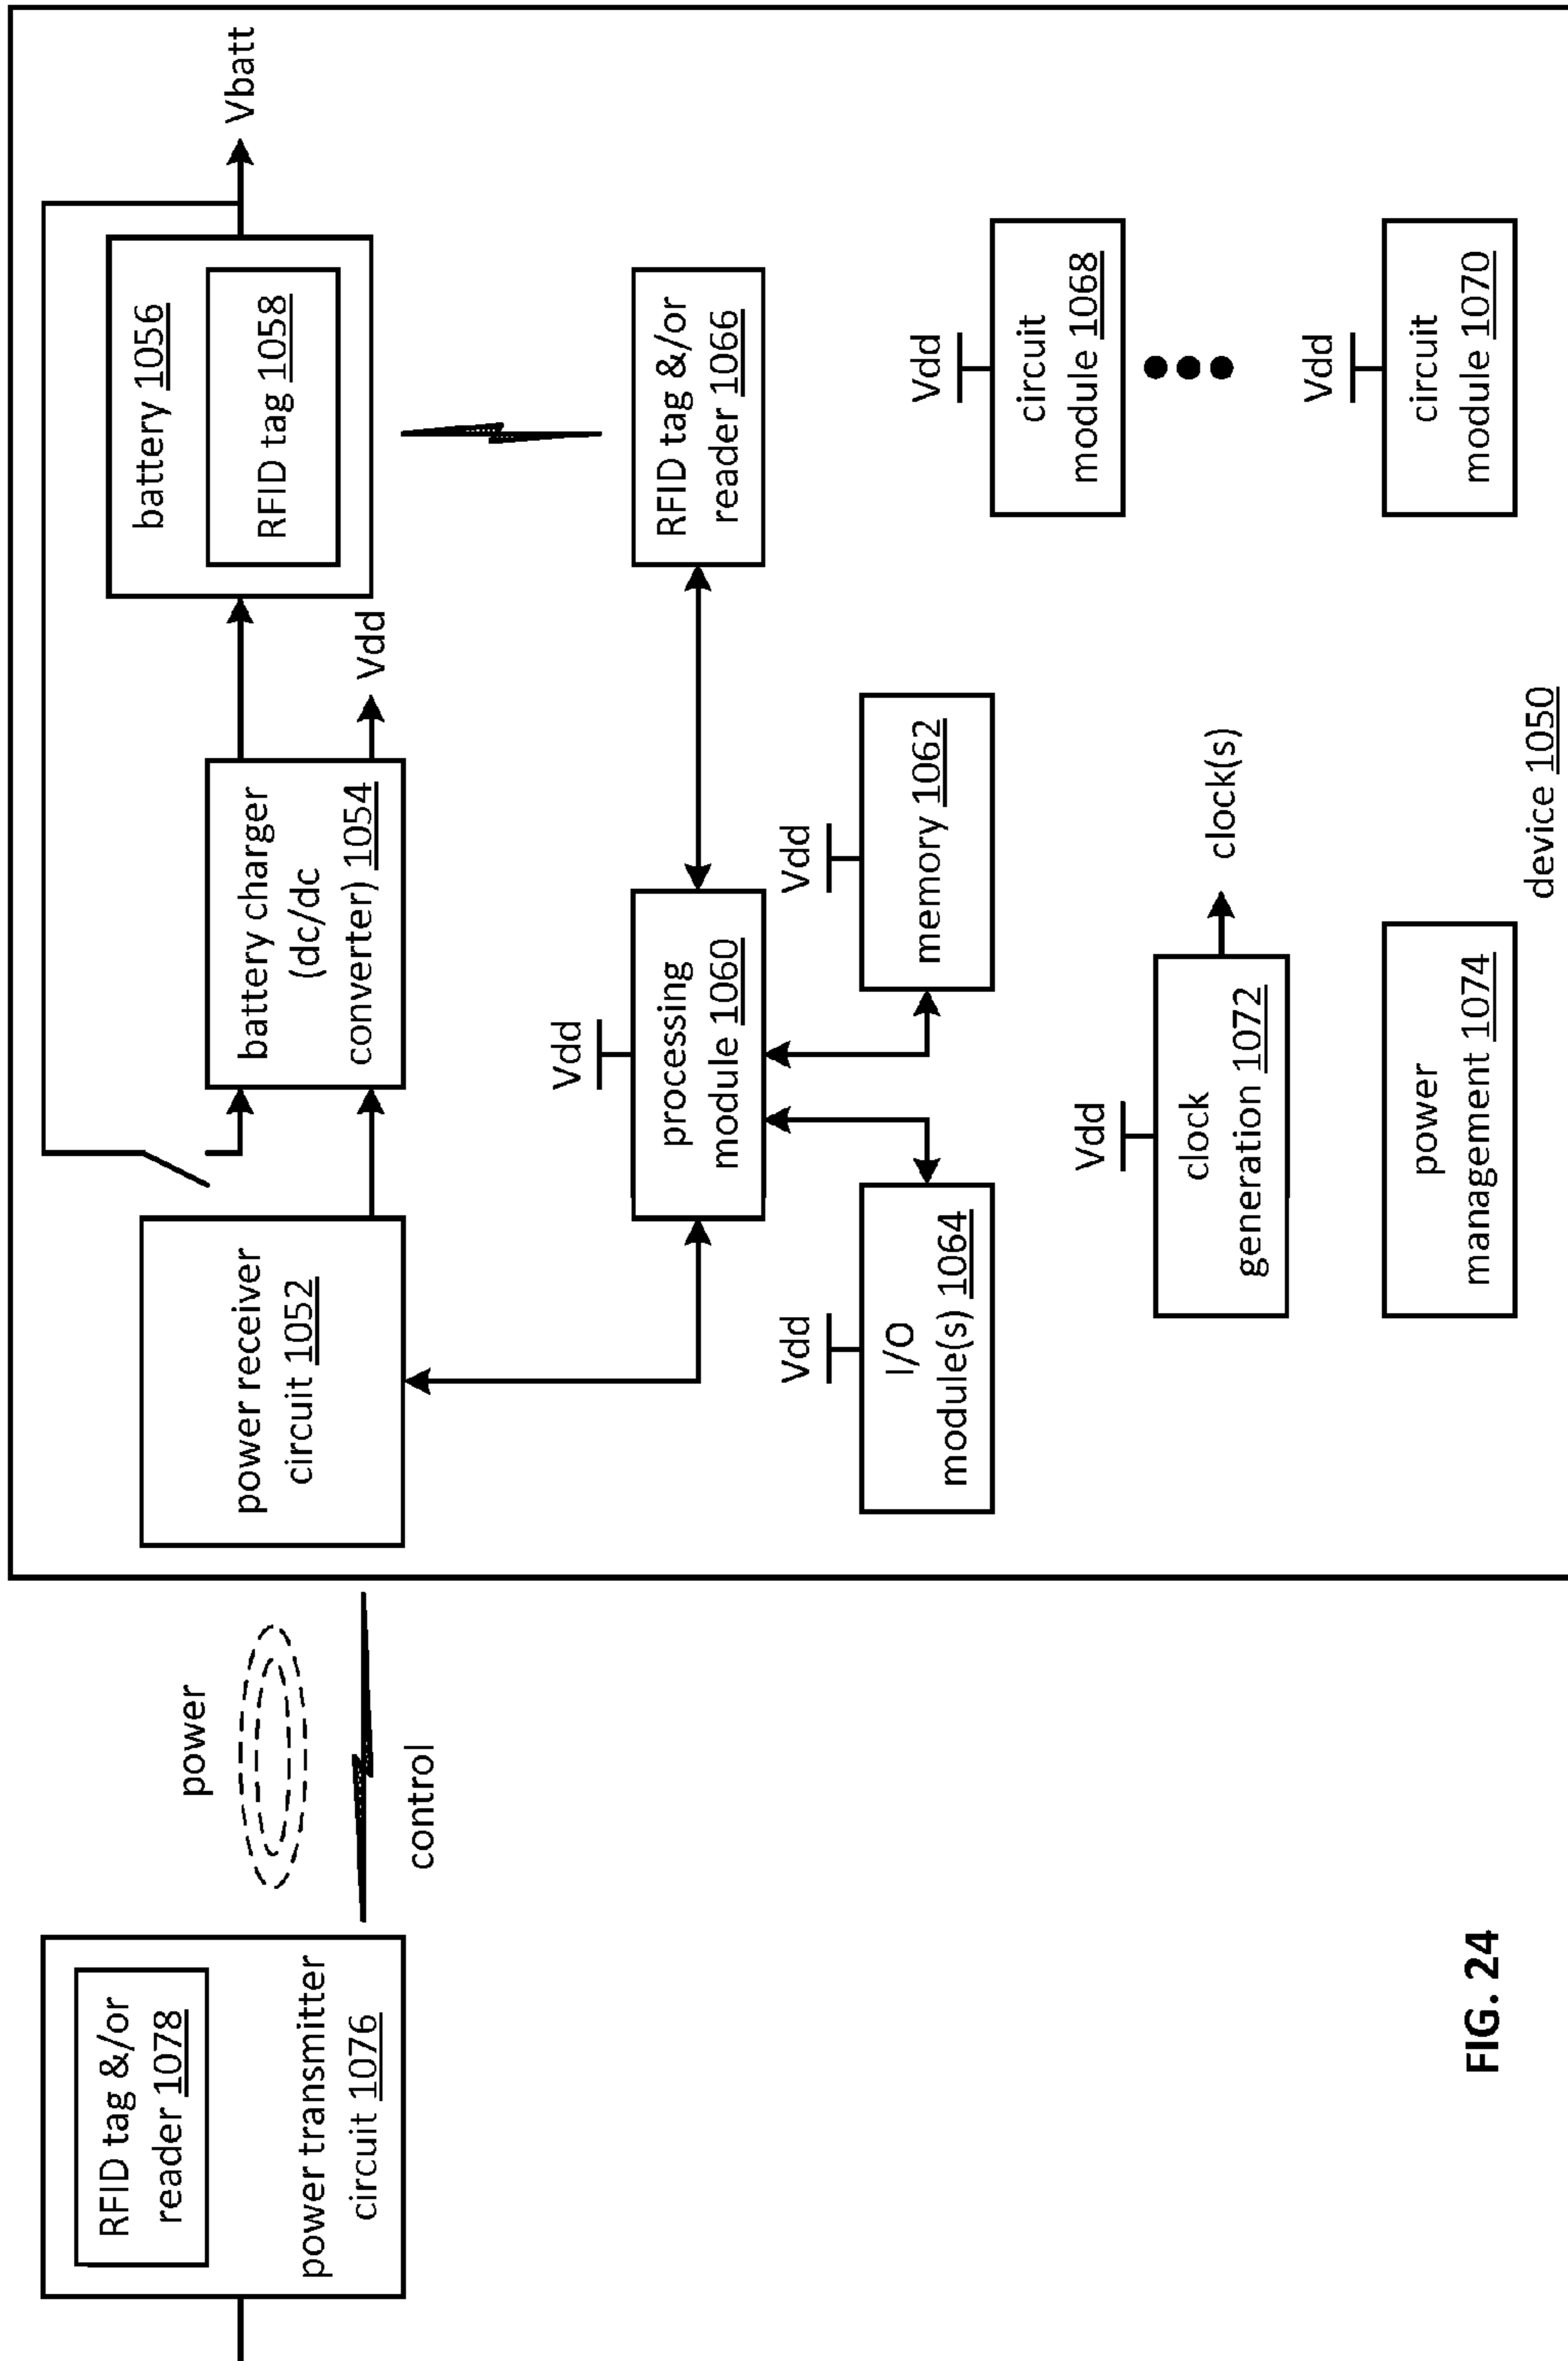 RFID tag &/or
reader 1078
power transmitter
circuit 1076
power
control
power receiver
circuit 1052
battery charger
(dc/dc
converter) 1054
Vdd
battery 1056
RFID tag 1058
Vbatt
Vdd
processing
module 1060
RFID tag &/or
reader 1066
Vdd
I/O
module(s) 1064
Vdd
memory 1062
Vdd
circuit
module 1068
Vdd
clock
generation 1072
clock(s)
Vdd
circuit
module 1070
power
management 1074
device 1050
FIG. 24